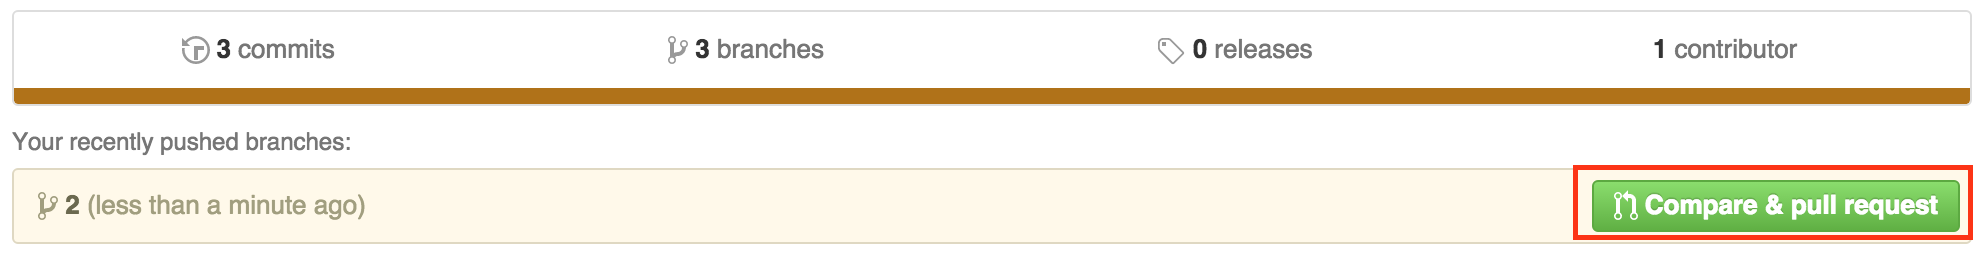 3 commits 3 branches 0 releases 1 contributor
Your recently pushed branches:
2 (less than a minute ago) Compare & pull request